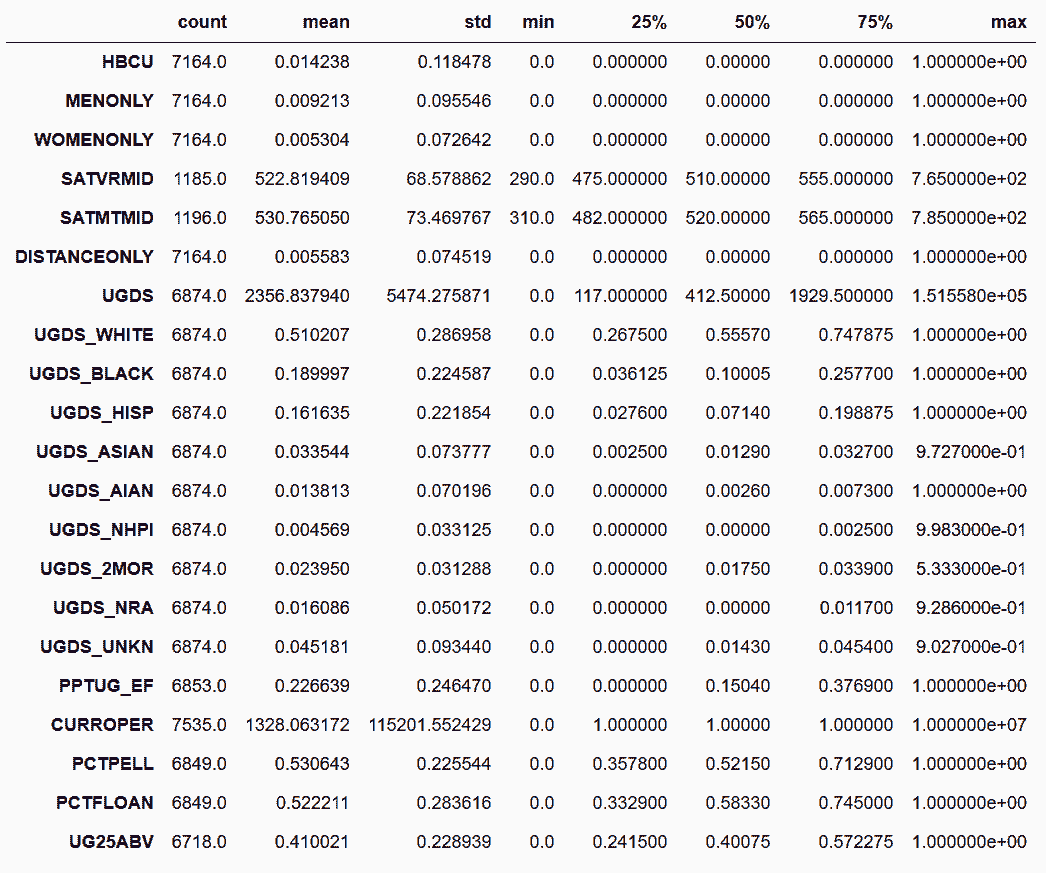 count mean std min 25% 50% 75% max
HBCU 7164.0 0.014238 0.118478 0.0 0.000000 0.00000 0.000000 1.000000e+00
MENONLY 7164.0 0.009213 0.095546 0.0 0.000000 0.00000 0.000000 1.000000e+00
WOMENONLY 7164.0 0.005304 0.072642 0.0 0.000000 0.00000 0.000000 1.000000e+00
SATVRMID 1185.0 522.819409 68.578862 290.0 475.000000 510.00000 555.000000 7.650000e+02
SATMTMID 1196.0 530.765050 73.469767 310.0 482.000000 520.00000 565.000000 7.850000e+02
DISTANCEONLY 7164.0 0.005583 0.074519 0.0 0.000000 0.00000 0.000000 1.000000e+00
UGDS 6874.0 2356.837940 5474.275871 0.0 117.000000 412.50000 1929.500000 1.515580e+05
UGDS_WHITE 6874.0 0.510207 0.286958 0.0 0.267500 0.55570 0.747875 1.000000e+00
UGDS_BLACK 6874.0 0.189997 0.224587 0.0 0.036125 0.10005 0.257700 1.000000e+00
UGDS_HISP 6874.0 0.161635 0.221854 0.0 0.027600 0.07140 0.198875 1.000000e+00
UGDS_ASIAN 6874.0 0.033544 0.073777 0.0 0.002500 0.01290 0.032700 9.727000e-01
UGDS_AIAN 6874.0 0.013813 0.070196 0.0 0.000000 0.00260 0.007300 1.000000e+00
UGDS_NHPI 6874.0 0.004569 0.033125 0.0 0.000000 0.00000 0.002500 9.983000e-01
UGDS_2MOR 6874.0 0.023950 0.031288 0.0 0.000000 0.01750 0.033900 5.333000e-01
UGDS_NRA 6874.0 0.016086 0.050172 0.0 0.000000 0.00000 0.011700 9.286000e-01
UGDS_UNKN 6874.0 0.045181 0.093440 0.0 0.000000 0.01430 0.045400 9.027000e-01
PPTUG_EF 6853.0 0.226639 0.246470 0.0 0.000000 0.15040 0.376900 1.000000e+00
CURROPER 7535.0 1328.063172 115201.552429 0.0 1.000000 1.00000 1.000000 1.000000e+07
PCTPELL 6849.0 0.530643 0.225544 0.0 0.357800 0.52150 0.712900 1.000000e+00
PCTFLOAN 6849.0 0.522211 0.283616 0.0 0.332900 0.58330 0.745000 1.000000e+00
UG25ABV 6718.0 0.410021 0.228939 0.0 0.241500 0.40075 0.572275 1.000000e+00